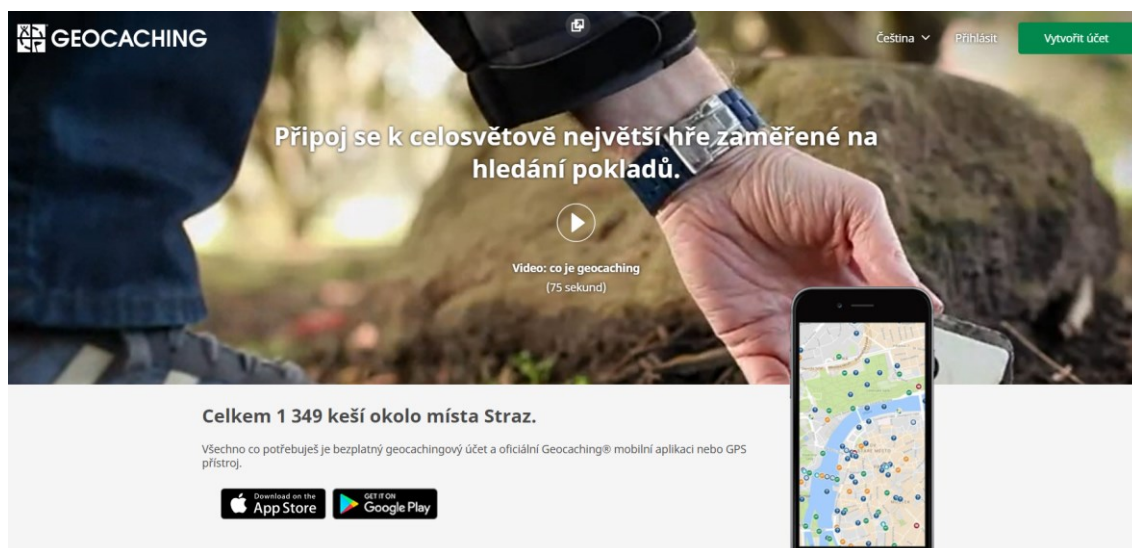 GEOCACHING
Čeština
Přihlásit
Vytvořit účet
Připoj se k celosvětově největší hře zaměřené na
hledání pokladů.
Video: co je geocaching
(75 sekund)
Celkem 1 349 keší okolo místa Straz.
Všechno co potřebuješ je bezplatný geocachingový účet a oficiální Geocaching® mobilní aplikaci nebo GPS
přístroj.
Download on the
App Store
GET IT ON
Google Play